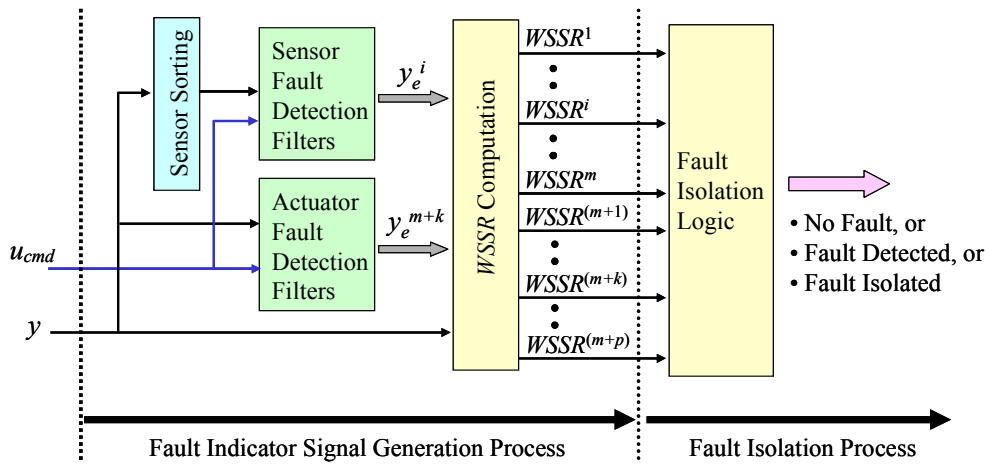 Sensor Sorting
Sensor
Fault
Detection
Filters
y_e^i
Actuator
Fault
Detection
Filters
y_e^{m+k}
u_{cmd}
y
WSSR Computation
WSSR^1
WSSR^i
WSSR^m
WSSR^{(m+1)}
WSSR^{(m+k)}
WSSR^{(m+p)}
Fault
Isolation
Logic
• No Fault, or
• Fault Detected, or
• Fault Isolated
Fault Indicator Signal Generation Process
Fault Isolation Process